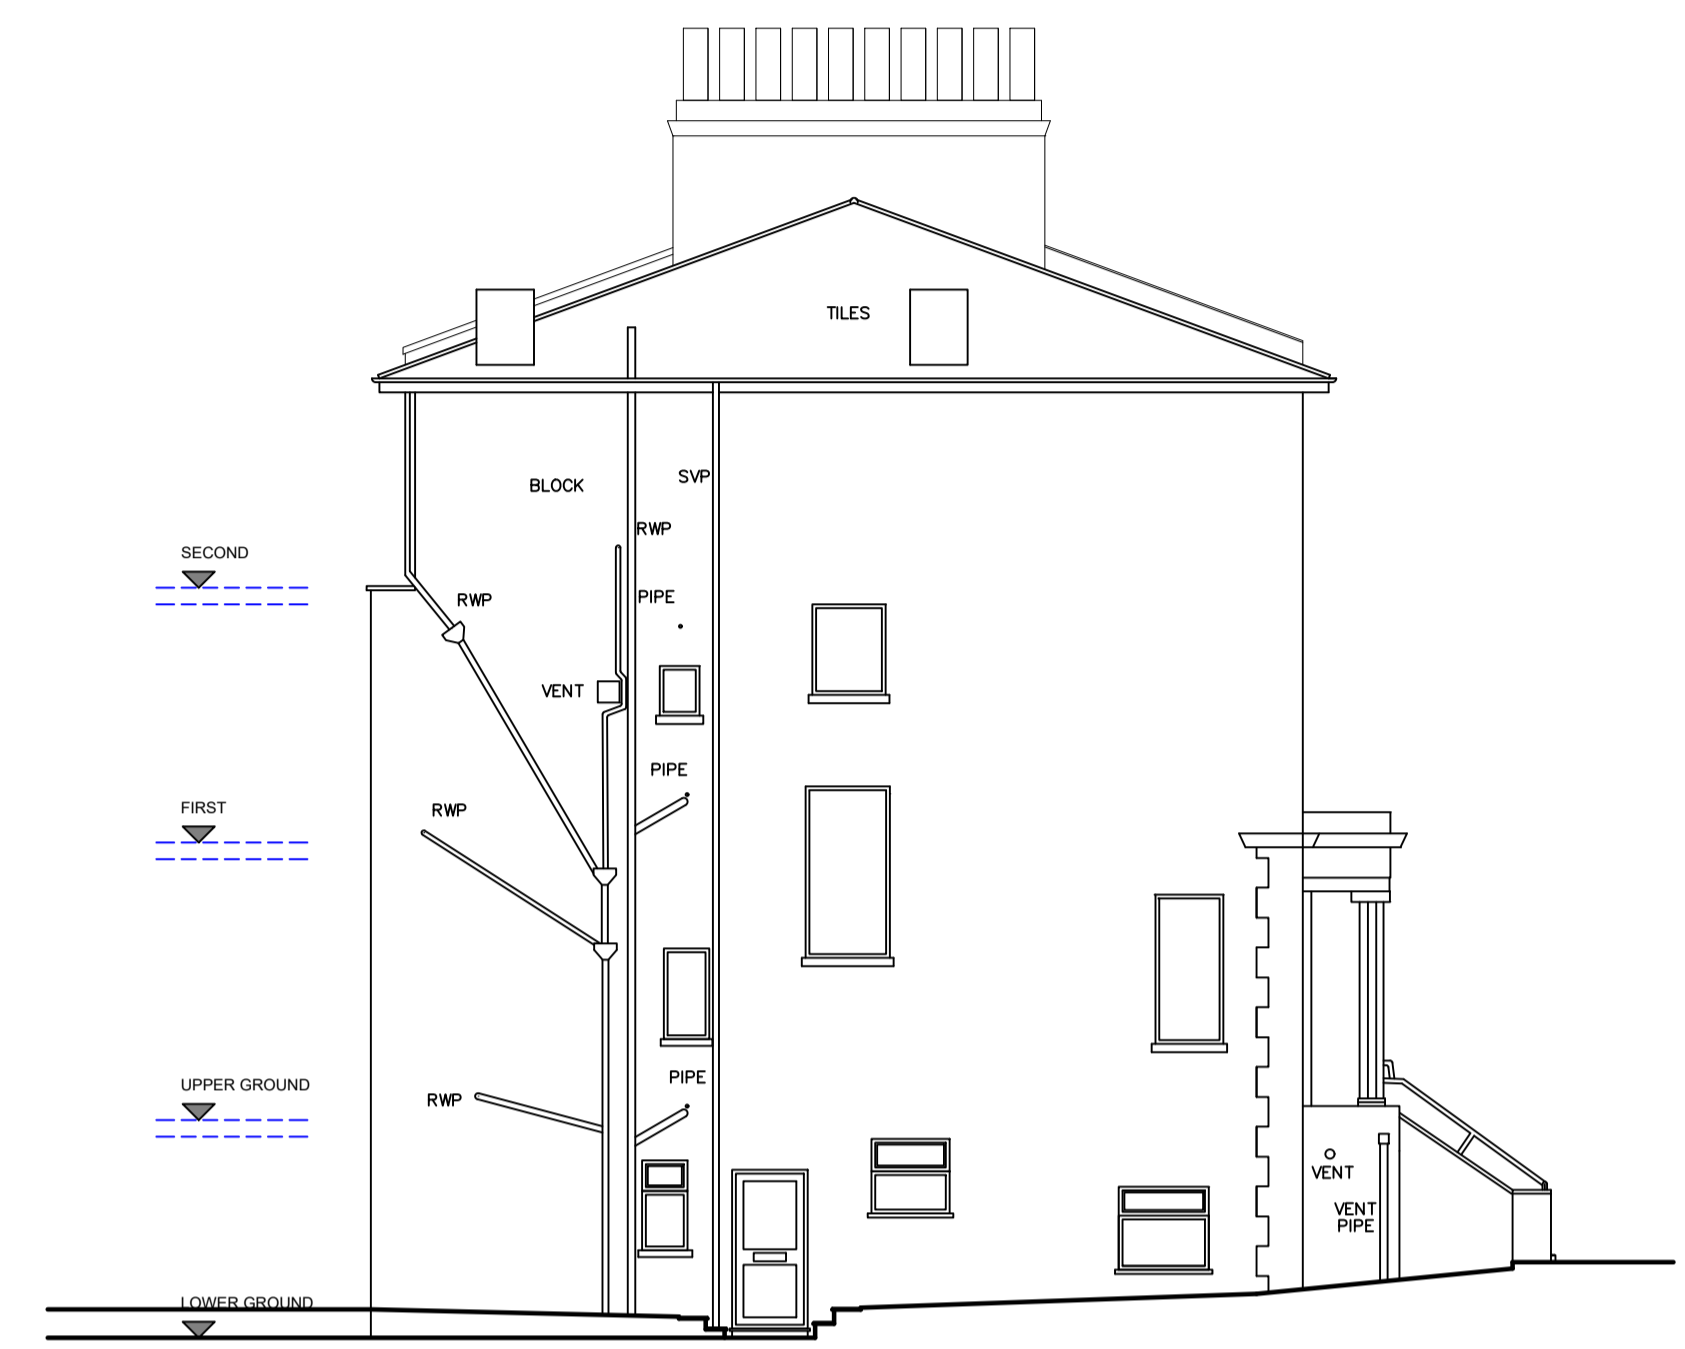 TILES
SVP
BLOCK
RWP
SECOND
PIPE
RWP
VENT
PIPE
FIRST
RWP
PIPE
UPPER GROUND
RWP
VENT
VENT
PIPE
LOWER GROUND